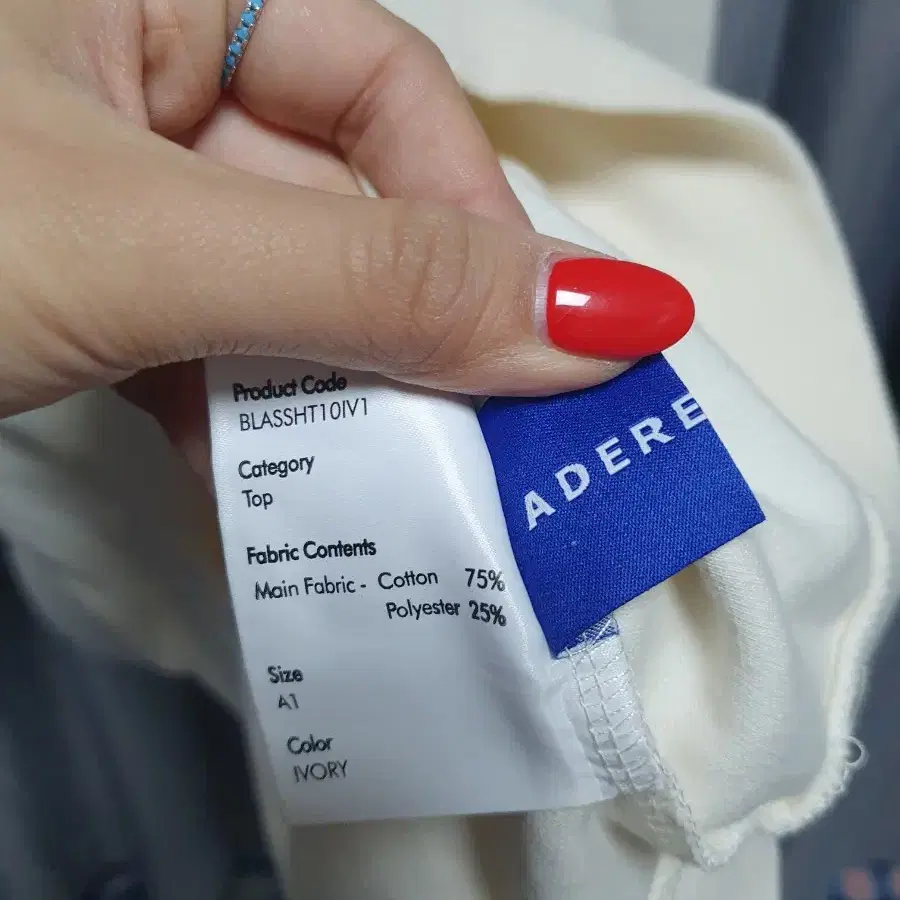 Product Code
BLASSHT10IV1
Category
Top
Fabric Contents
Main Fabric - Cotton 75%
Polyester 25%
Size
A1
Color
IVORY
ADERE